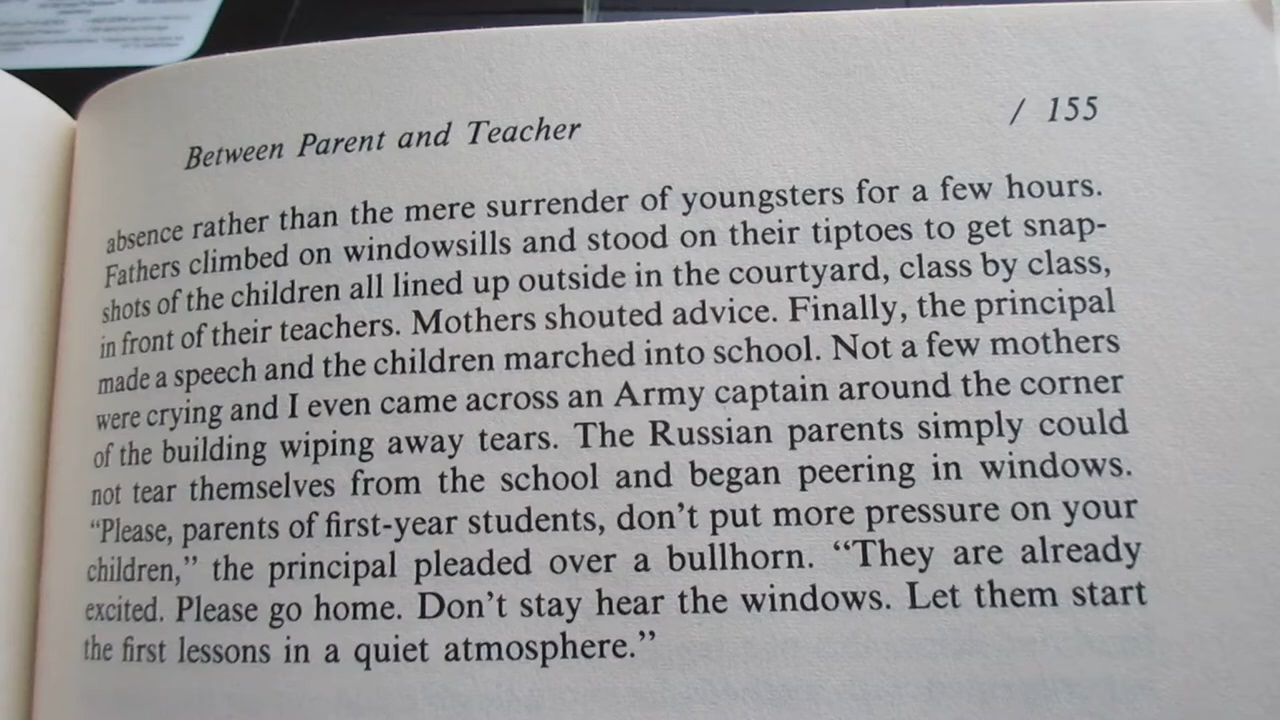 Between Parent and Teacher / 155
absence rather than the mere surrender of youngsters for a few hours.
Fathers climbed on windowsills and stood on their tiptoes to get snap-
shots of the children all lined up outside in the courtyard, class by class,
in front of their teachers. Mothers shouted advice. Finally, the principal
made a speech and the children marched into school. Not a few mothers
were crying and I even came across an Army captain around the corner
of the building wiping away tears. The Russian parents simply could
not tear themselves from the school and began peering in windows.
“Please, parents of first-year students, don’t put more pressure on your
children,” the principal pleaded over a bullhorn. “They are already
excited. Please go home. Don’t stay hear the windows. Let them start
the first lessons in a quiet atmosphere.”